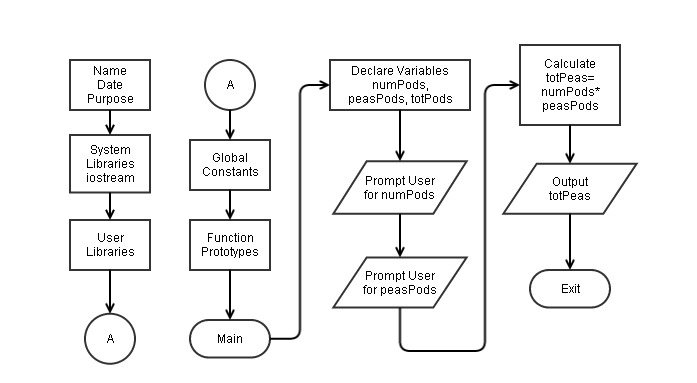 Name
Date
Purpose
System
Libraries
iostream
User
Libraries
A
A
Global
Constants
Function
Prototypes
Main
Declare Variables
numPods,
peasPods, totPods
Prompt User
for numPods
Prompt User
for peasPods
Calculate
totPeas=
numPods*
peasPods
Output
totPeas
Exit